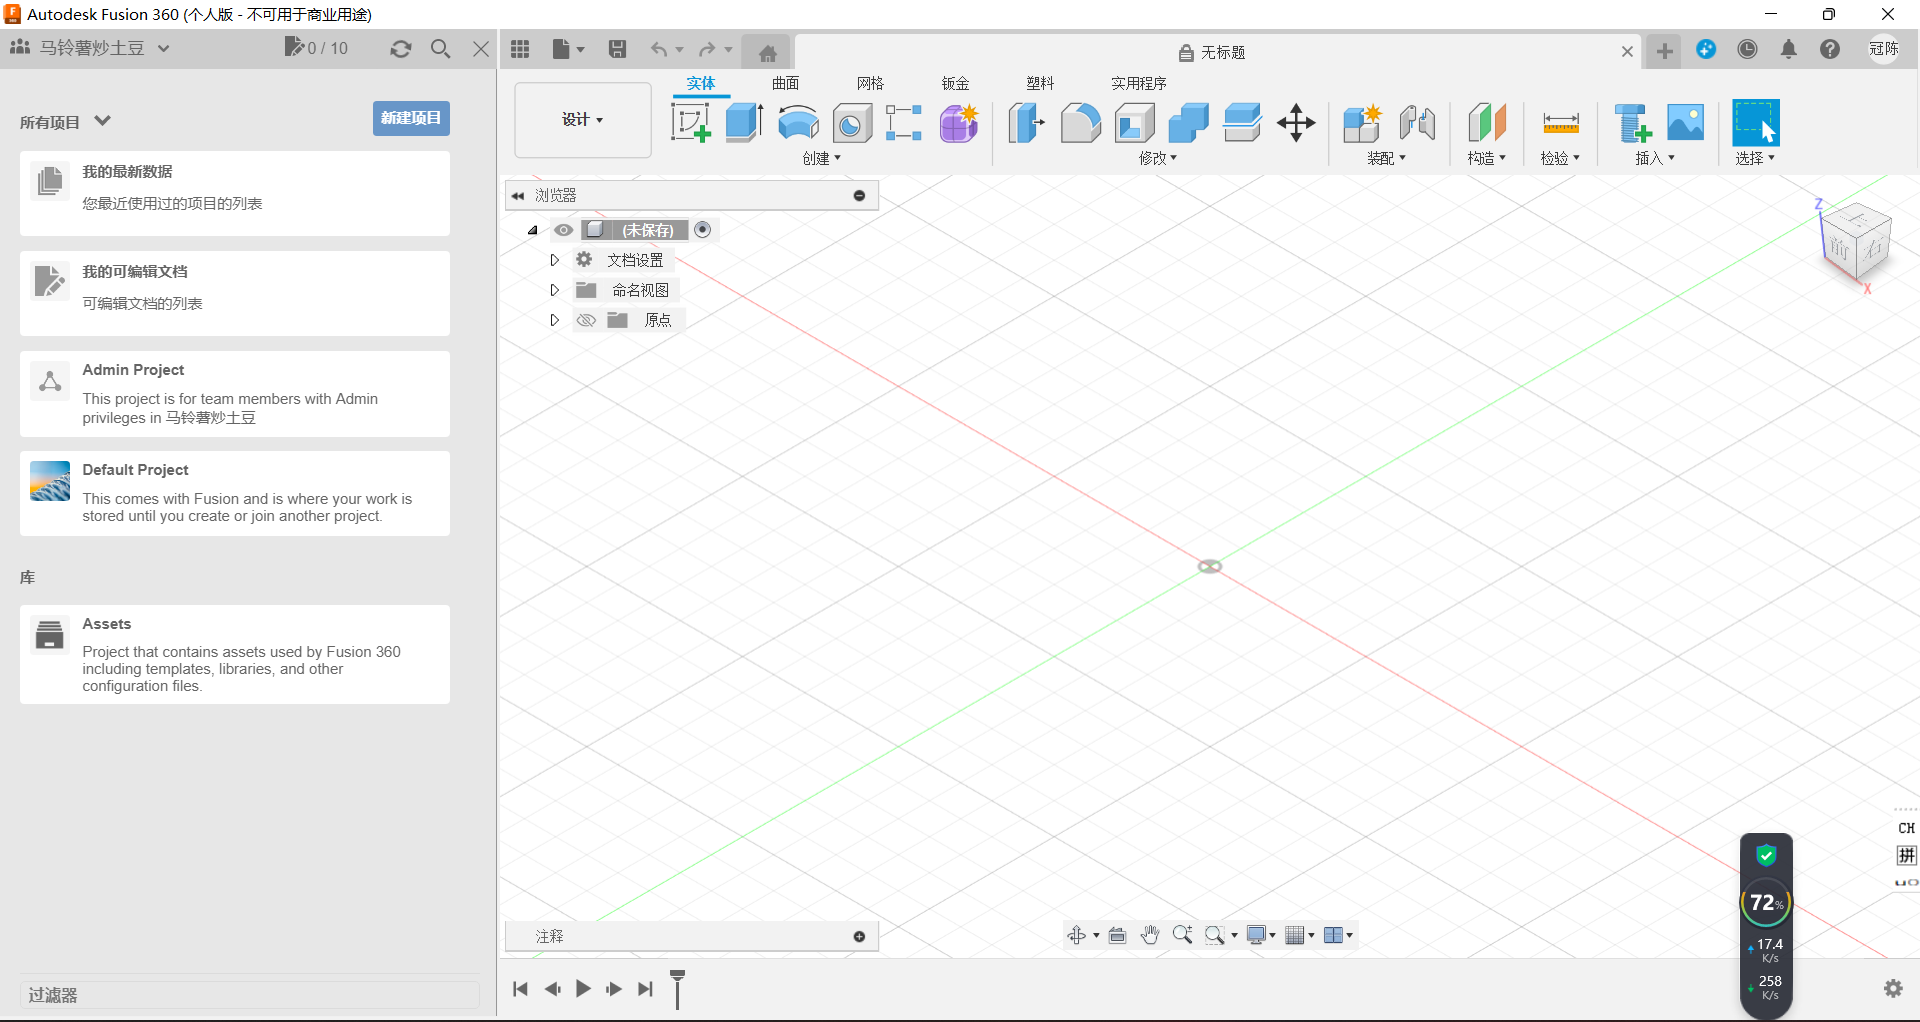 Autodesk Fusion 360 (个人版 - 不可用于商业用途)
马铃薯炒土豆
0 / 10
无标题
冠陈
实体
曲面
网格
钣金
塑料
实用程序
设计
创建
修改
装配
构造
检验
插入
选择
所有项目
新建项目
我的最新数据
您最近使用过的项目的列表
我的可编辑文档
可编辑文档的列表
Admin Project
This project is for team members with Admin
privileges in 马铃薯炒土豆
Default Project
This comes with Fusion and is where your work is
stored until you create or join another project.
库
Assets
Project that contains assets used by Fusion 360
including templates, libraries, and other
configuration files.
过滤器
浏览器
(未保存)
文档设置
命名视图
原点
Z
上
前
右
X
注释
CH
拼
72%
17.4
K/s
258
K/s